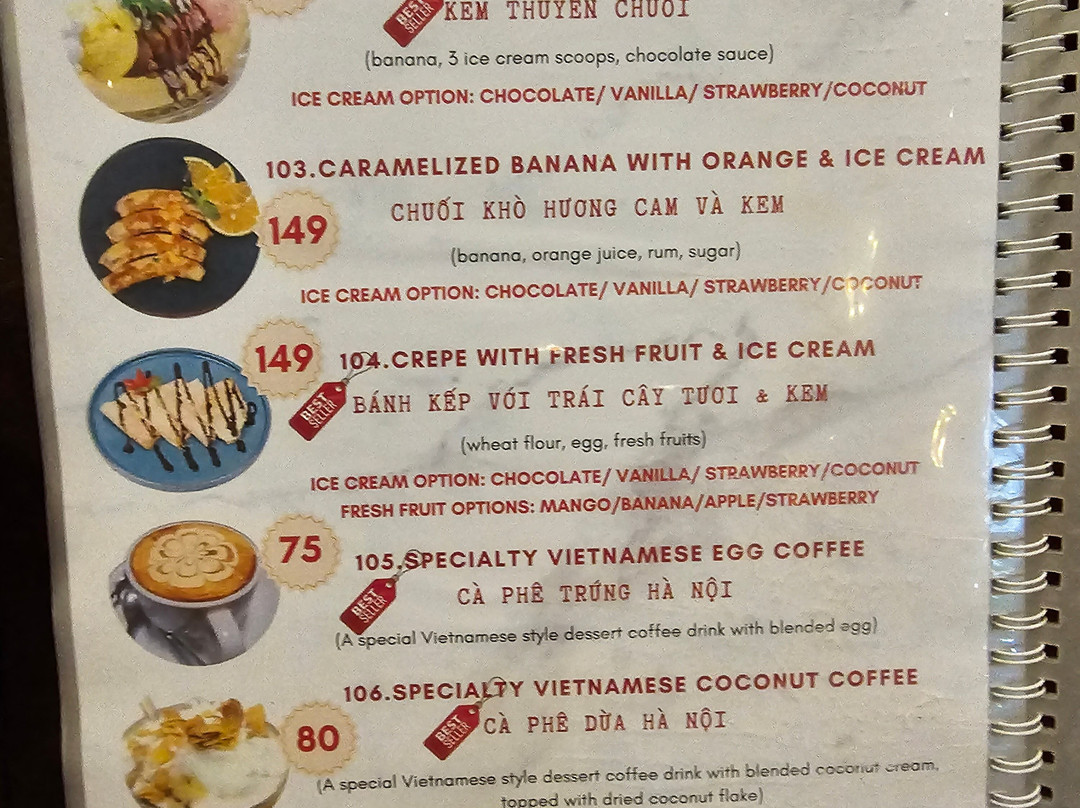 BEST SELLER
KEM THUYỀN CHUỐI
(banana, 3 ice cream scoops, chocolate sauce)
ICE CREAM OPTION: CHOCOLATE/ VANILLA/ STRAWBERRY/COCONUT
103.CARAMELIZED BANANA WITH ORANGE & ICE CREAM
149
CHUỐI KHÒ HƯƠNG CAM VÀ KEM
(banana, orange juice, rum, sugar)
ICE CREAM OPTION: CHOCOLATE/ VANILLA/ STRAWBERRY/COCONUT
149
104.CREPE WITH FRESH FRUIT & ICE CREAM
BEST SELLER
BÁNH KẾP VỚI TRÁI CÂY TƯƠI & KEM
(wheat flour, egg, fresh fruits)
ICE CREAM OPTION: CHOCOLATE/ VANILLA/ STRAWBERRY/COCONUT
FRESH FRUIT OPTIONS: MANGO/BANANA/APPLE/STRAWBERRY
75
105.SPECIALTY VIETNAMESE EGG COFFEE
BEST SELLER
CÀ PHÊ TRỨNG HÀ NỘI
(A special Vietnamese style dessert coffee drink with blended egg)
106.SPECIALTY VIETNAMESE COCONUT COFFEE
80
BEST SELLER
CÀ PHÊ DỪA HÀ NỘI
(A special Vietnamese style dessert coffee drink with blended coconut cream,
topped with dried coconut flake)